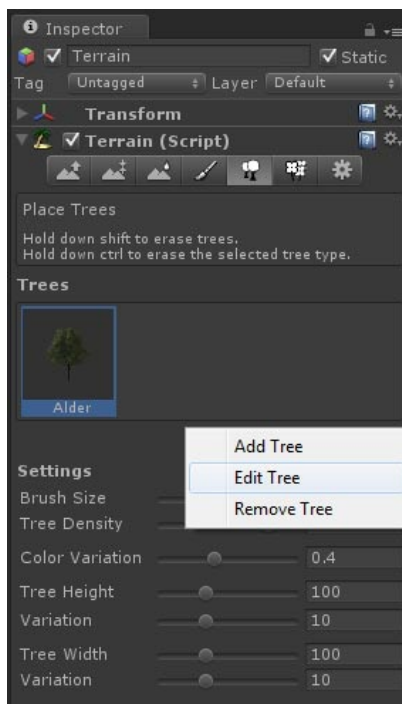 Inspector
Terrain Static
Tag Untagged Layer Default
Transform
Terrain (Script)
Place Trees
Hold down shift to erase trees.
Hold down ctrl to erase the selected tree type.
Trees
Alder
Add Tree
Edit Tree
Remove Tree
Settings
Brush Size
Tree Density
Color Variation 0.4
Tree Height 100
Variation 10
Tree Width 100
Variation 10